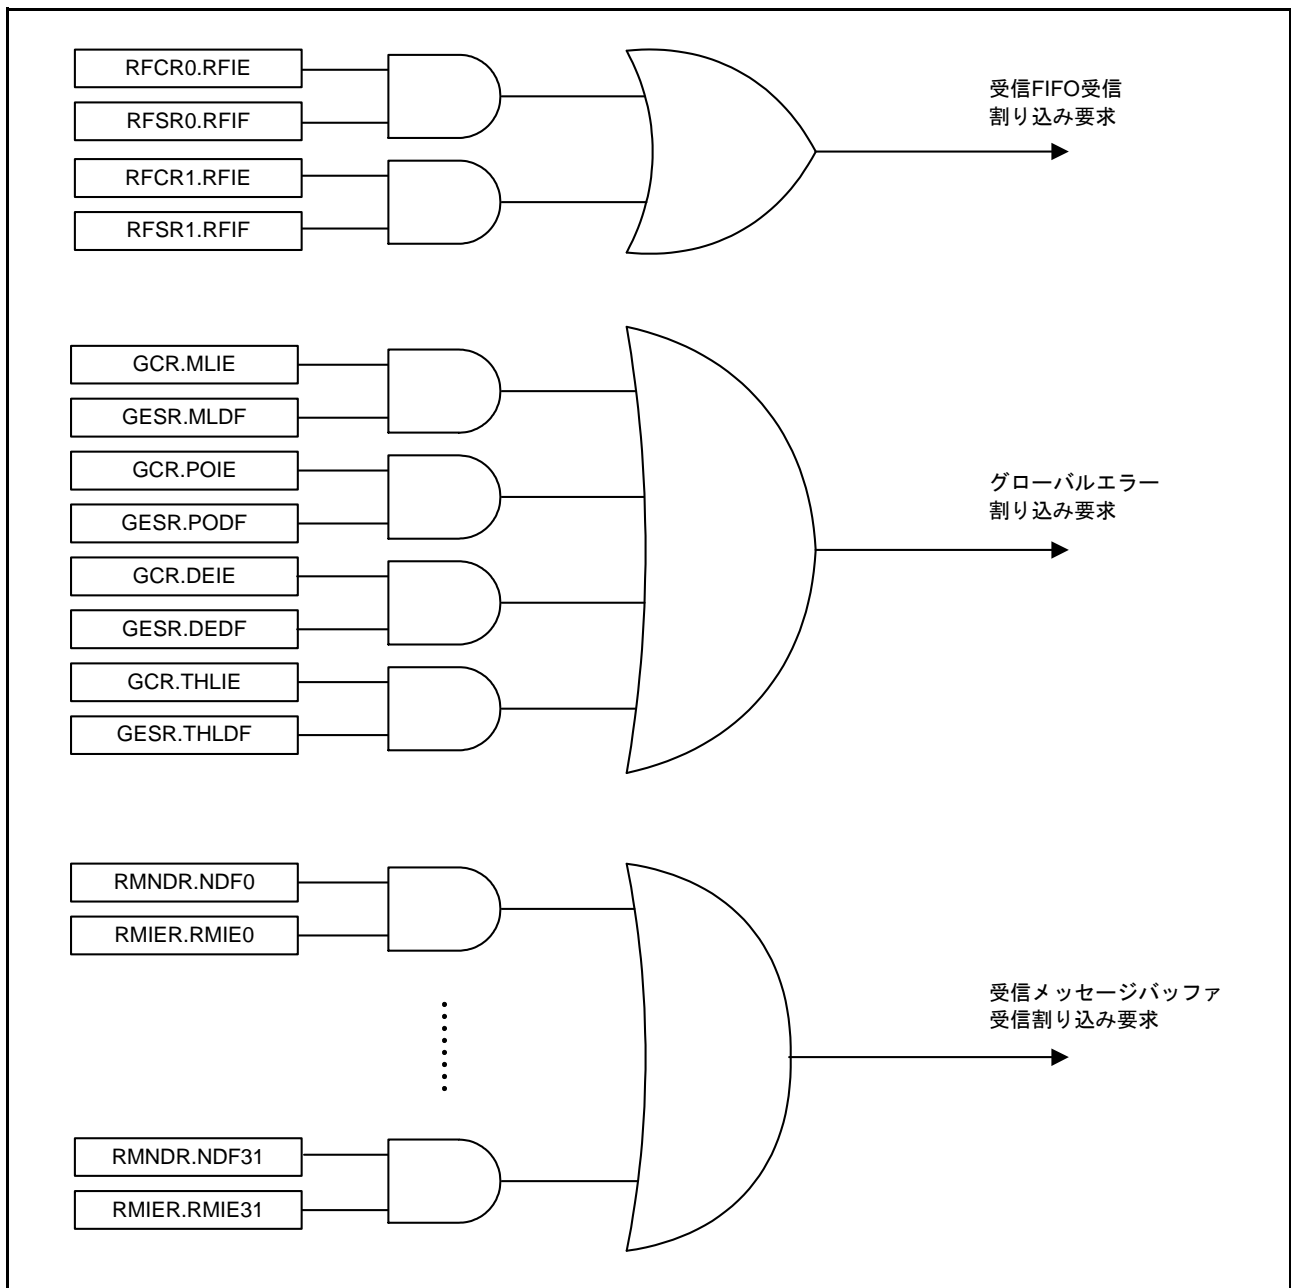 RFCR0.RFIE
RFSR0.RFIF
RFCR1.RFIE
RFSR1.RFIF
受信FIFO受信
割り込み要求
GCR.MLIE
GESR.MLDF
GCR.POIE
GESR.PODF
GCR.DEIE
GESR.DEDF
GCR.THLIE
GESR.THLDF
グローバルエラー
割り込み要求
RMNDR.NDF0
RMIER.RMIE0
RMNDR.NDF31
RMIER.RMIE31
受信メッセージバッファ
受信割り込み要求